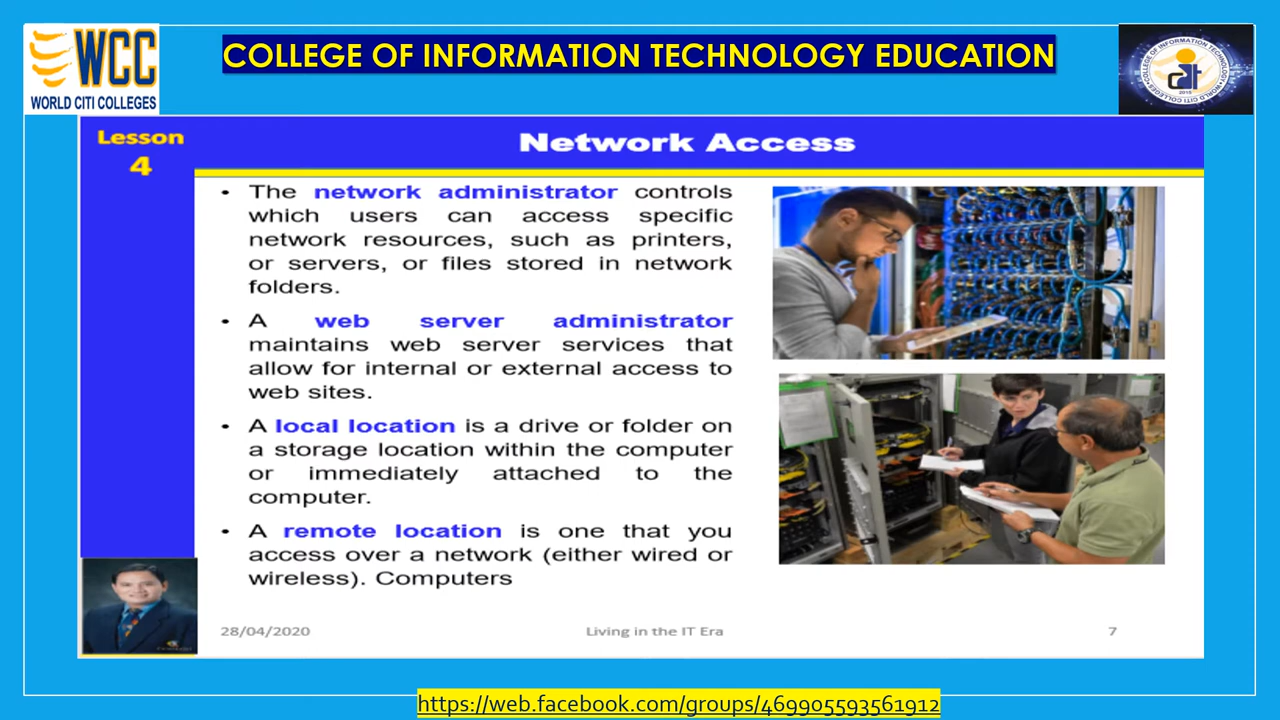 WCC
WORLD CITI COLLEGES
COLLEGE OF INFORMATION TECHNOLOGY EDUCATION
Lesson
4
Network Access
• The network administrator controls
which users can access specific
network resources, such as printers,
or servers, or files stored in network
folders.
• A web server administrator
maintains web server services that
allow for internal or external access to
web sites.
• A local location is a drive or folder on
a storage location within the computer
or immediately attached to the
computer.
• A remote location is one that you
access over a network (either wired or
wireless). Computers
28/04/2020
Living in the IT Era
7
https://web.facebook.com/groups/469905593561912